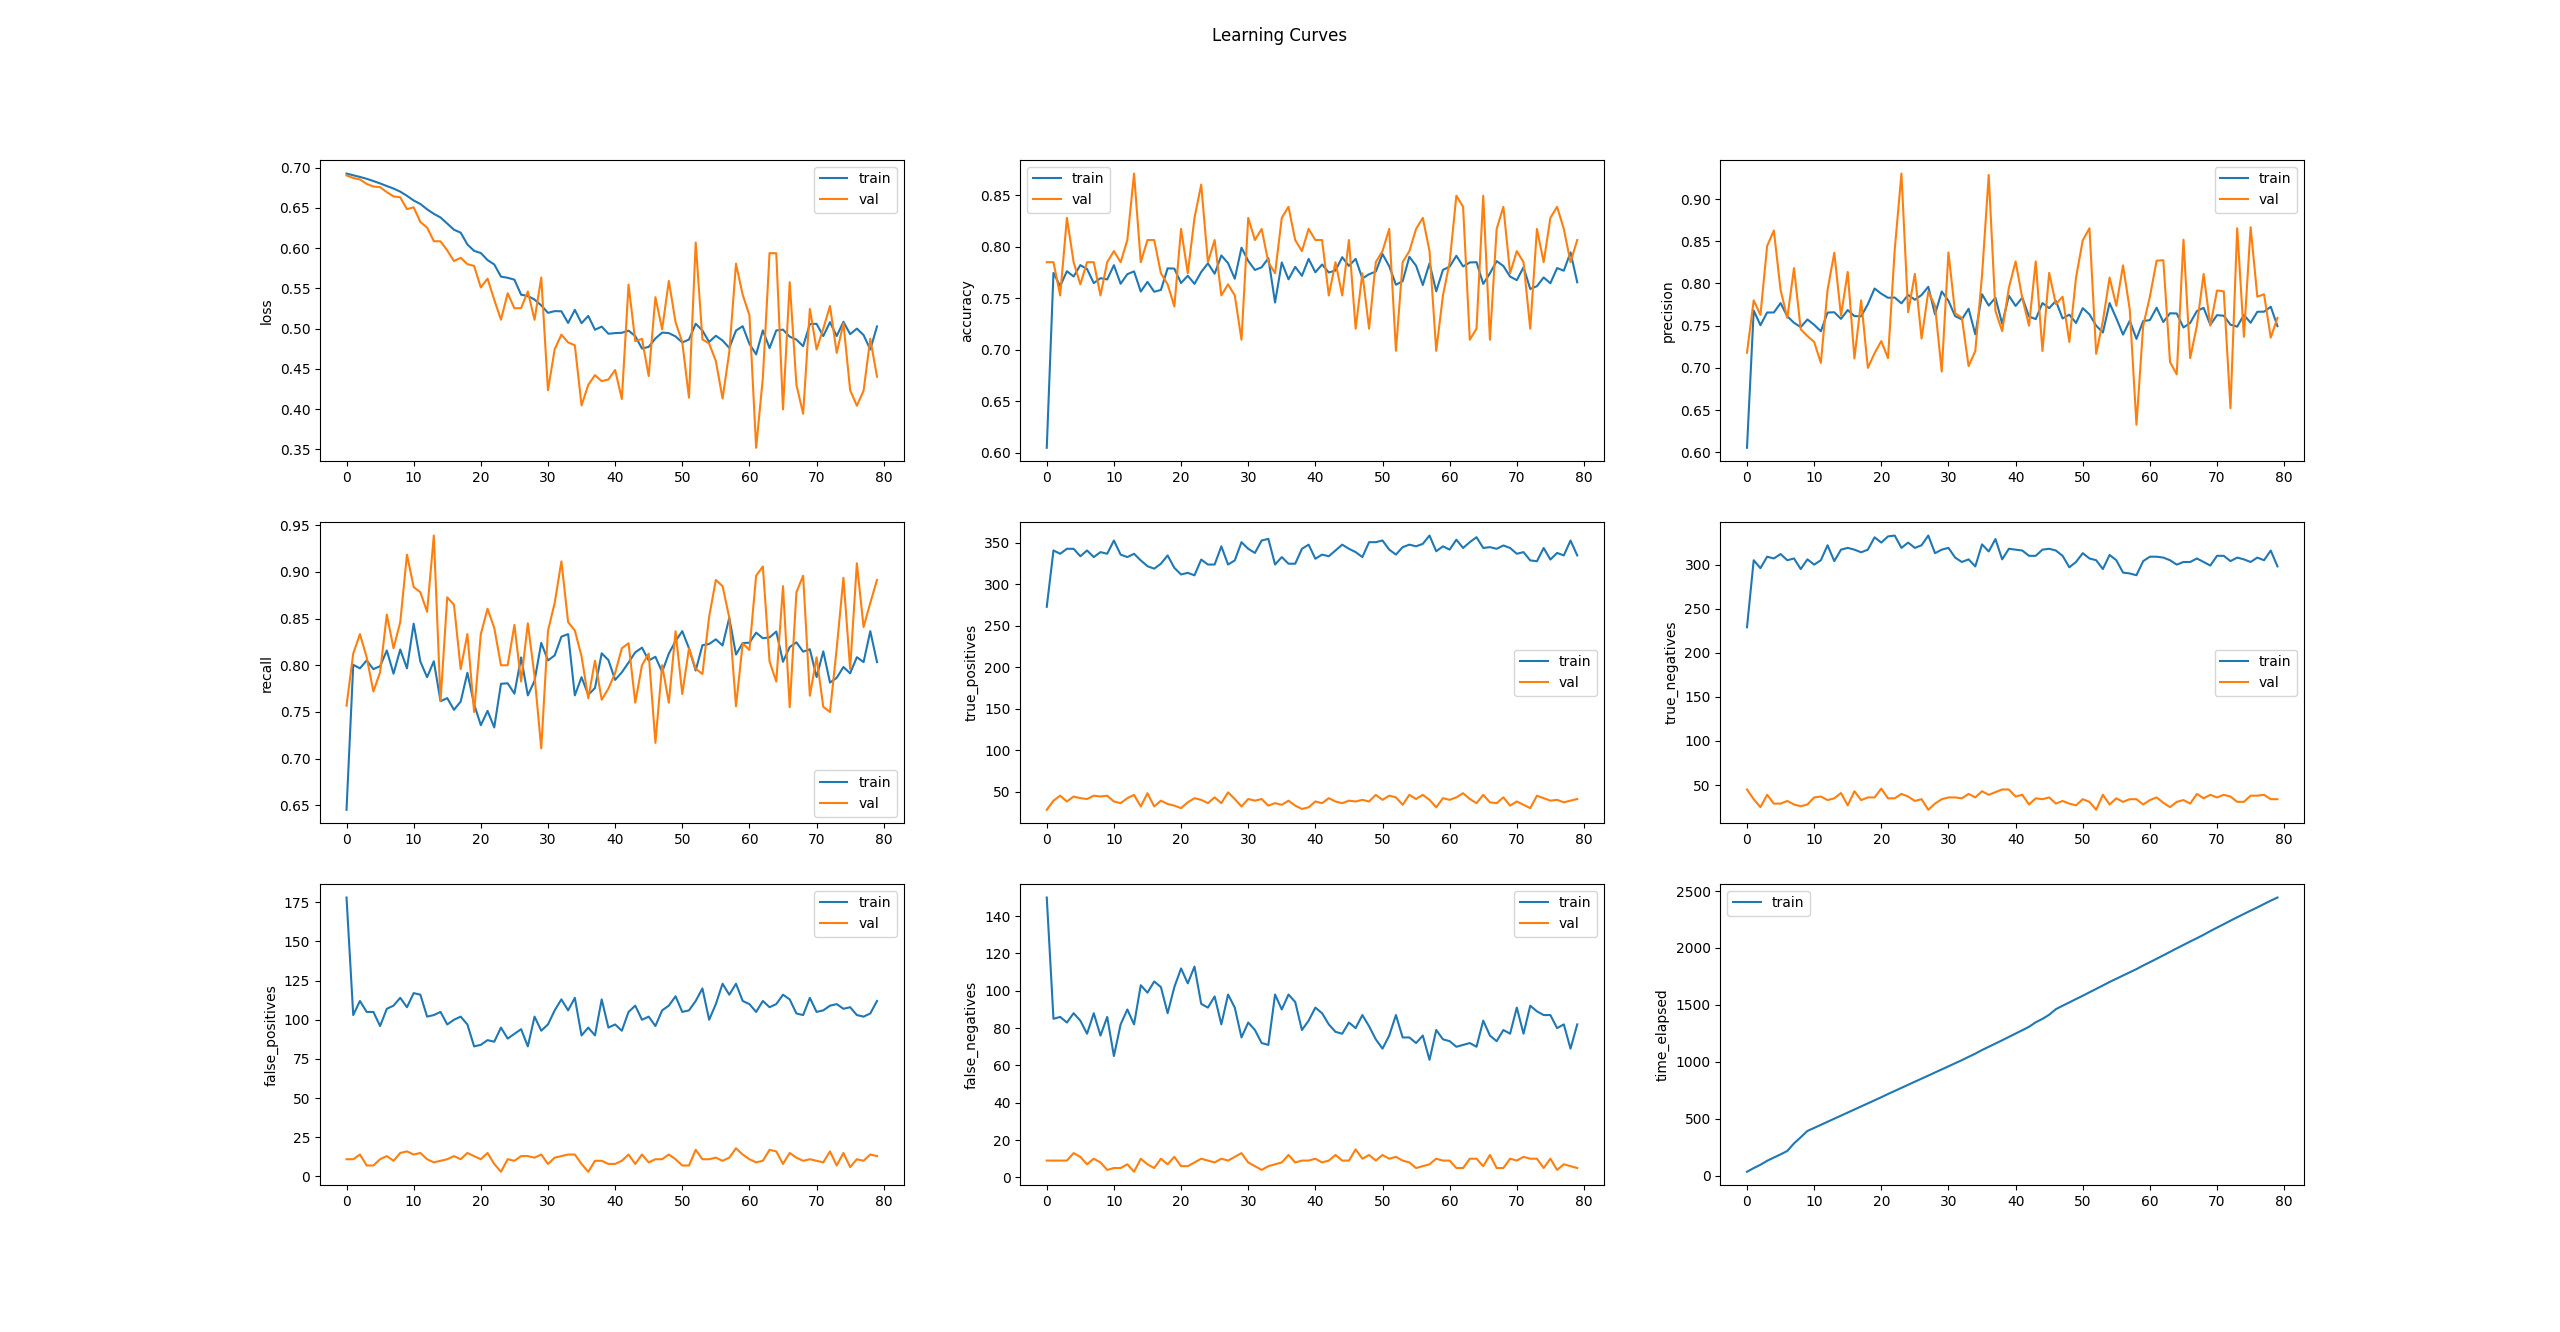 Learning Curves
loss
0.70
0.65
0.60
0.55
0.50
0.45
0.40
0.35
train
val
0 10 20 30 40 50 60 70 80
accuracy
0.85
0.80
0.75
0.70
0.65
0.60
train
val
0 10 20 30 40 50 60 70 80
precision
0.90
0.85
0.80
0.75
0.70
0.65
0.60
train
val
0 10 20 30 40 50 60 70 80
recall
0.95
0.90
0.85
0.80
0.75
0.70
0.65
train
val
0 10 20 30 40 50 60 70 80
true_positives
350
300
250
200
150
100
50
train
val
0 10 20 30 40 50 60 70 80
true_negatives
300
250
200
150
100
50
train
val
0 10 20 30 40 50 60 70 80
false_positives
175
150
125
100
75
50
25
0
train
val
0 10 20 30 40 50 60 70 80
false_negatives
140
120
100
80
60
40
20
0
train
val
0 10 20 30 40 50 60 70 80
time_elapsed
2500
2000
1500
1000
500
0
train
0 10 20 30 40 50 60 70 80